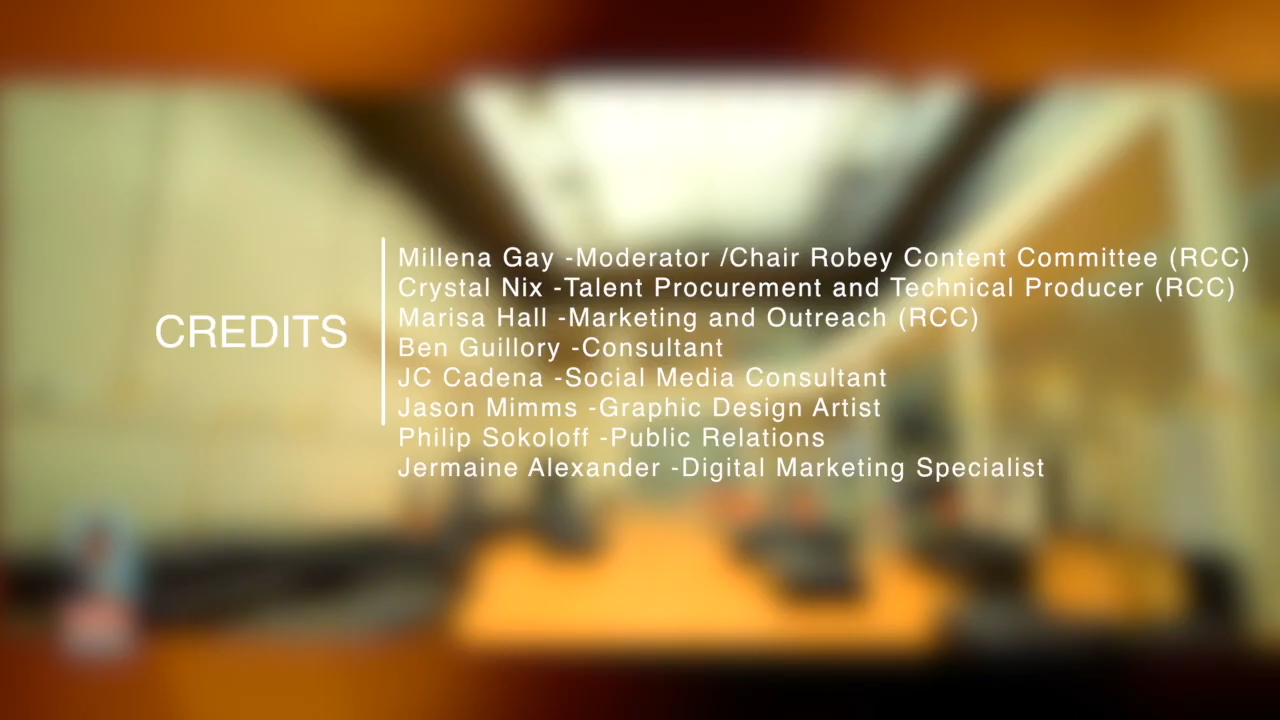 CREDITS
Millena Gay -Moderator /Chair Robey Content Committee (RCC)
Crystal Nix -Talent Procurement and Technical Producer (RCC)
Marisa Hall -Marketing and Outreach (RCC)
Ben Guillory -Consultant
JC Cadena -Social Media Consultant
Jason Mimms -Graphic Design Artist
Philip Sokoloff -Public Relations
Jermaine Alexander -Digital Marketing Specialist